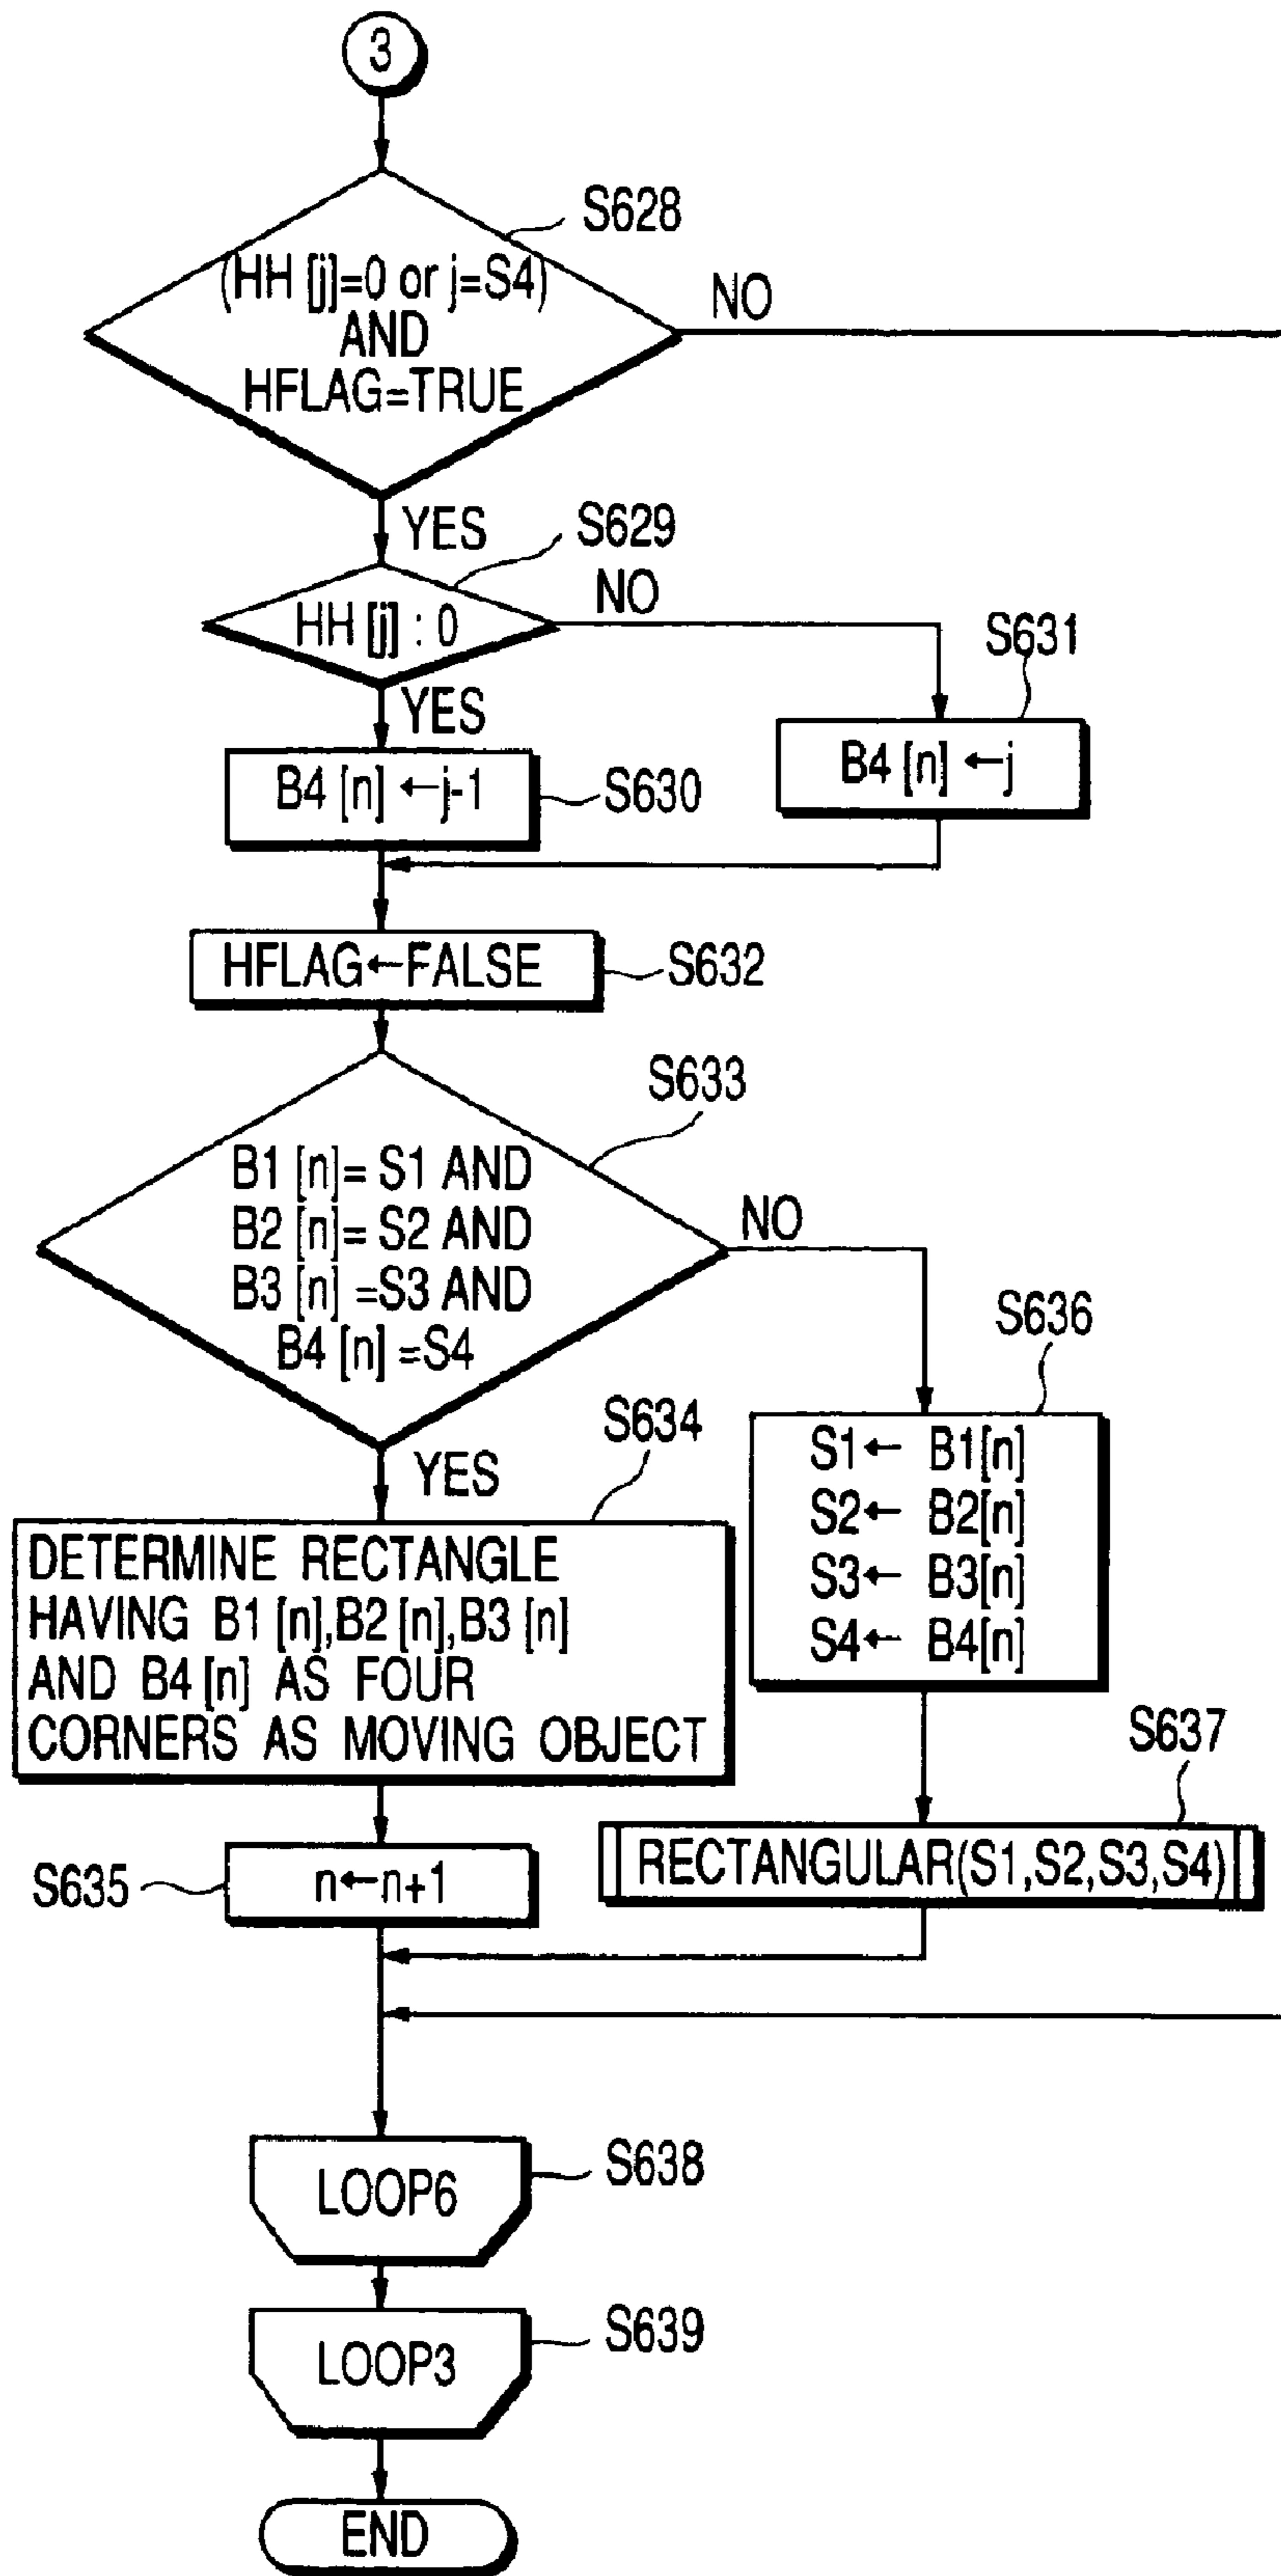 3
S628
(HH [j]=0 or j=S4)
AND
HFLAG=TRUE
NO
YES
S629
HH [j] : 0
NO
S631
YES
B4 [n] ←j-1
S630
B4 [n] ←j
HFLAG←FALSE
S632
S633
B1 [n]= S1 AND
B2 [n]= S2 AND
B3 [n] =S3 AND
B4 [n] =S4
NO
S636
S634
YES
S1← B1[n]
S2← B2[n]
S3← B3[n]
S4← B4[n]
DETERMINE RECTANGLE
HAVING B1 [n],B2 [n],B3 [n]
AND B4 [n] AS FOUR
CORNERS AS MOVING OBJECT
S637
RECTANGULAR(S1,S2,S3,S4)
S635
n←n+1
LOOP6
S638
LOOP3
S639
END